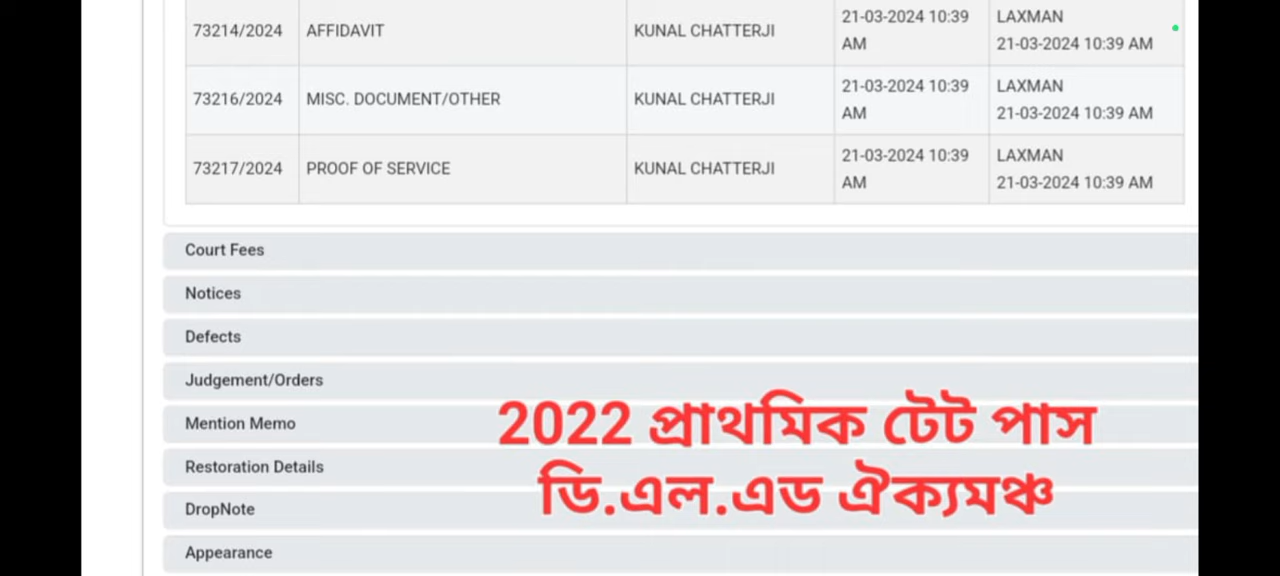 73214/2024 AFFIDAVIT KUNAL CHATTERJI 21-03-2024 10:39 AM LAXMAN 21-03-2024 10:39 AM
73216/2024 MISC. DOCUMENT/OTHER KUNAL CHATTERJI 21-03-2024 10:39 AM LAXMAN 21-03-2024 10:39 AM
73217/2024 PROOF OF SERVICE KUNAL CHATTERJI 21-03-2024 10:39 AM LAXMAN 21-03-2024 10:39 AM
Court Fees
Notices
Defects
Judgement/Orders
Mention Memo
Restoration Details
DropNote
Appearance
2022 প্রাথমিক টেট পাস
ডি.এল.এড ঐক্যমঞ্চ